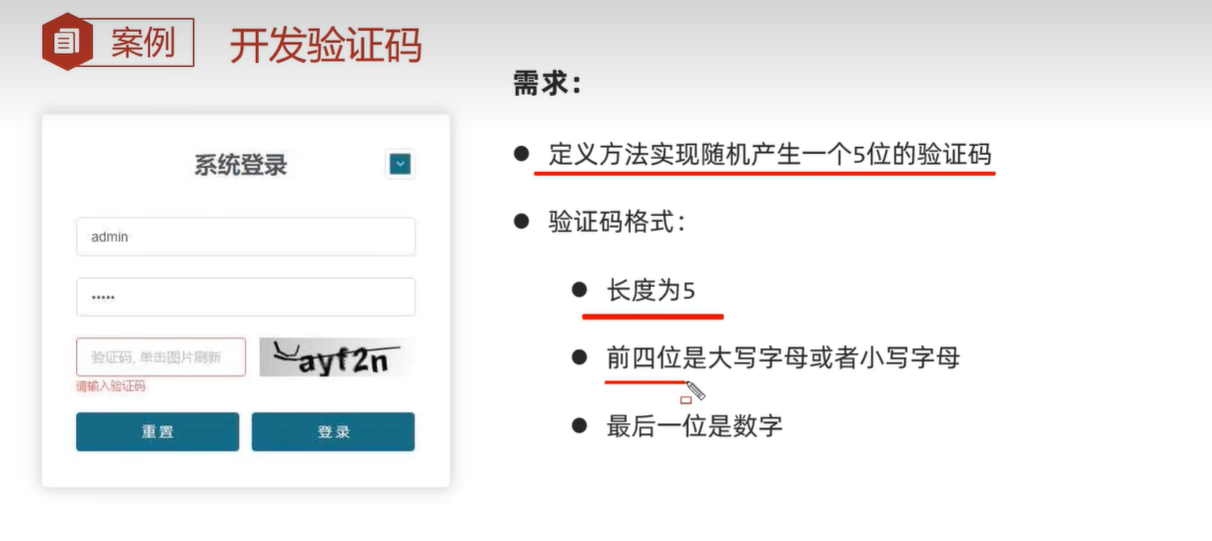 案例 开发验证码
需求：
● 定义方法实现随机产生一个5位的验证码
● 验证码格式：
● 长度为5
● 前四位是大写字母或者小写字母
● 最后一位是数字
系统登录
admin
•••••
验证码, 单击图片刷新
ayf2n
请输入验证码
重置 登录